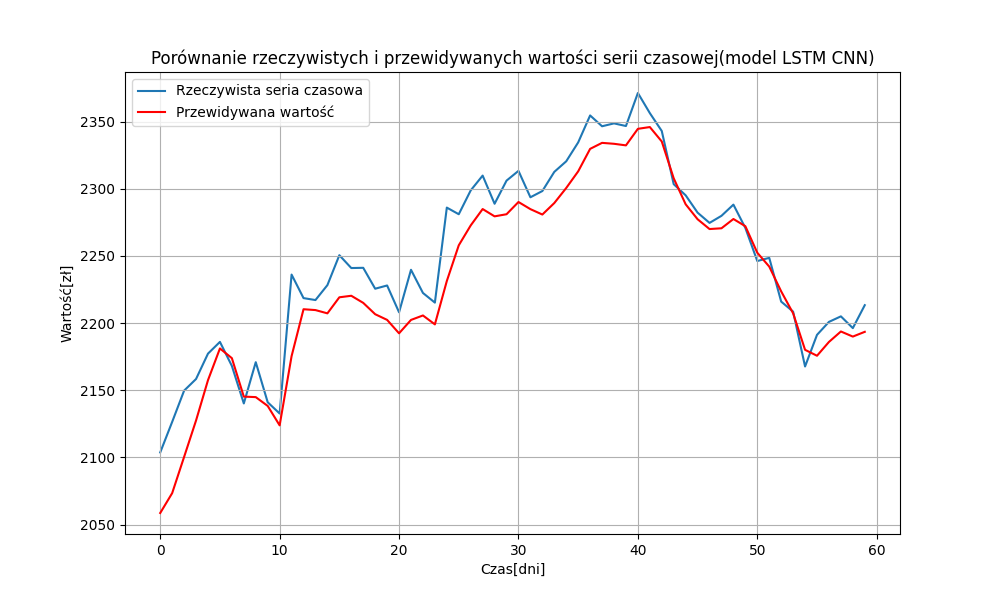 Porównanie rzeczywistych i przewidywanych wartości serii czasowej(model LSTM CNN)
Rzeczywista seria czasowa
Przewidywana wartość
2350
2300
2250
2200
2150
2100
2050
Wartość[zł]
0 10 20 30 40 50 60
Czas[dni]